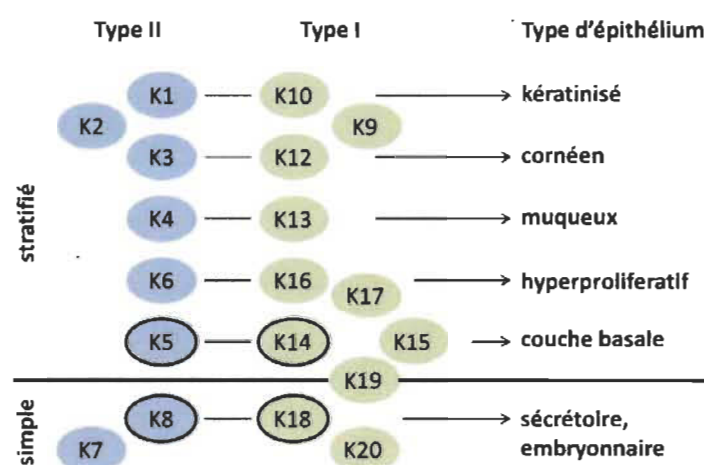 Type II Type I Type d'épithélium
K1 K10 kératinisé
K2 K9
K3 K12 cornéen
stratifié
K4 K13 muqueux
K6 K16 hyperproliferatif
K17
K5 K14 K15 couche basale
K19
simple
K8 K18 sécrétoire,
K7 K20 embryonnaire